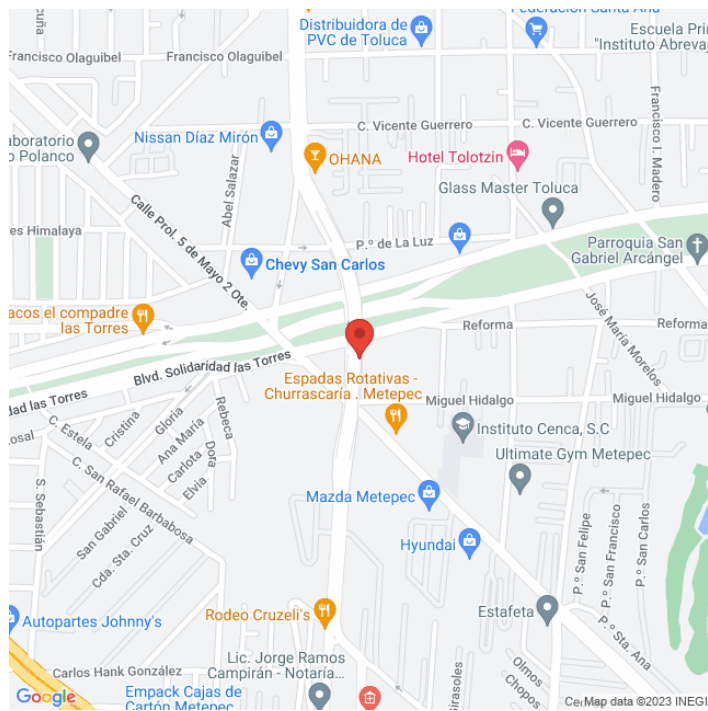 Federación Santa Ana
Distribuidora de
PVC de Toluca
Escuela Pri
"Instituto Abrevaj
Francisco Olaguibel
Francisco Olaguibel
C. Vicente Guerrero
C. Vicente Guerrero
Nissan Díaz Mirón
aboratorio
o Polanco
OHANA
Hotel Tolotzin
Francisco I. Madero
Abel Salazar
Glass Master Toluca
Calle Prol. 5 de Mayo 2 Ote.
es Himalaya
P.º de La Luz
Parroquia San
Gabriel Arcángel
Chevy San Carlos
acos el compadre
las Torres
José María Morelos
Reforma
Reforma
Blvd. Solidaridad las Torres
dad las Torres
Espadas Rotativas -
Churrascaría . Metepec
Miguel Hidalgo
Miguel Hidalgo
Rebeca
Gloria
Cristina
Ana María
Carlota
Dora
Elvia
C. Estela
osal
Instituto Cenca, S.C
Ultimate Gym Metepec
C. San Rafael Barbabosa
S. Sebastián
San Gabriel
Cda. Sta. Cruz
Mazda Metepec
Hyundai
P.º San Felipe
P.º San Francisco
P.º San Carlos
Estafeta
Rodeo Cruzeli's
Autopartes Johnny's
P.º Sta. Ana
Carlos Hank González
Lic. Jorge Ramos
Campirán - Notaría...
Olmos
Chopos
Girasoles
Empack Cajas de
Cartón Metepec
Google
Map data ©2023 INEGI